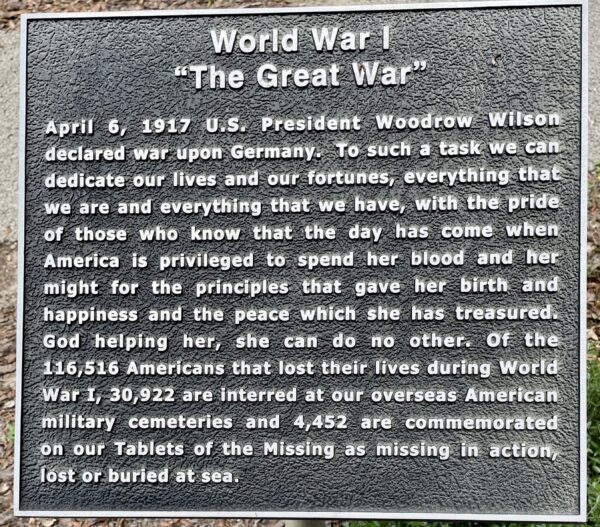 World War I
“The Great War”
April 6, 1917 U.S. President Woodrow Wilson
declared war upon Germany. To such a task we can
dedicate our lives and our fortunes, everything that
we are and everything that we have, with the pride
of those who know that the day has come when
America is privileged to spend her blood and her
might for the principles that gave her birth and
happiness and the peace which she has treasured.
God helping her, she can do no other. Of the
116,516 Americans that lost their lives during World
War I, 30,922 are interred at our overseas American
military cemeteries and 4,452 are commemorated
on our Tablets of the Missing as missing in action,
lost or buried at sea.